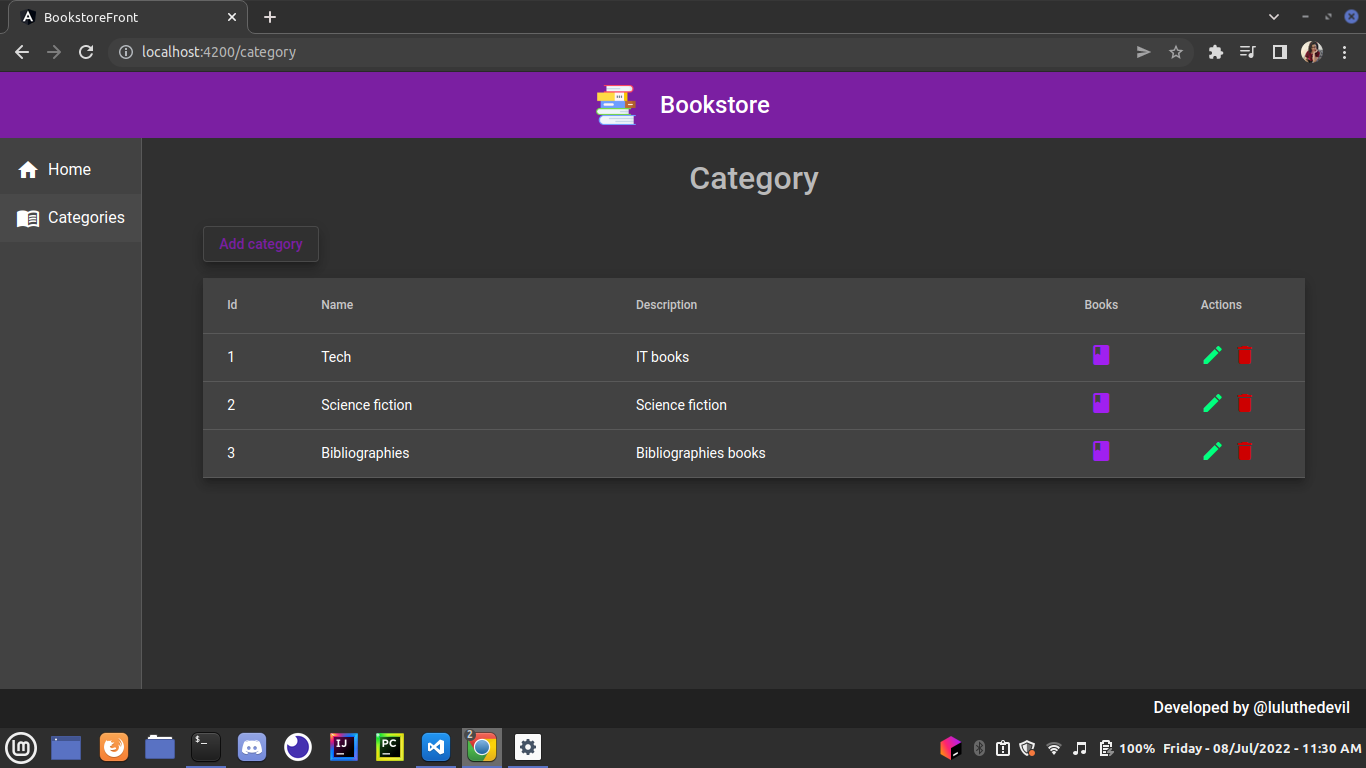 BookstoreFront
localhost:4200/category
Bookstore
Home
Categories
Category
Add category
Id Name Description Books Actions
1 Tech IT books
2 Science fiction Science fiction
3 Bibliographies Bibliographies books
Developed by @luluthedevil
$_ IJ PC 2 100% Friday - 08/Jul/2022 - 11:30 AM